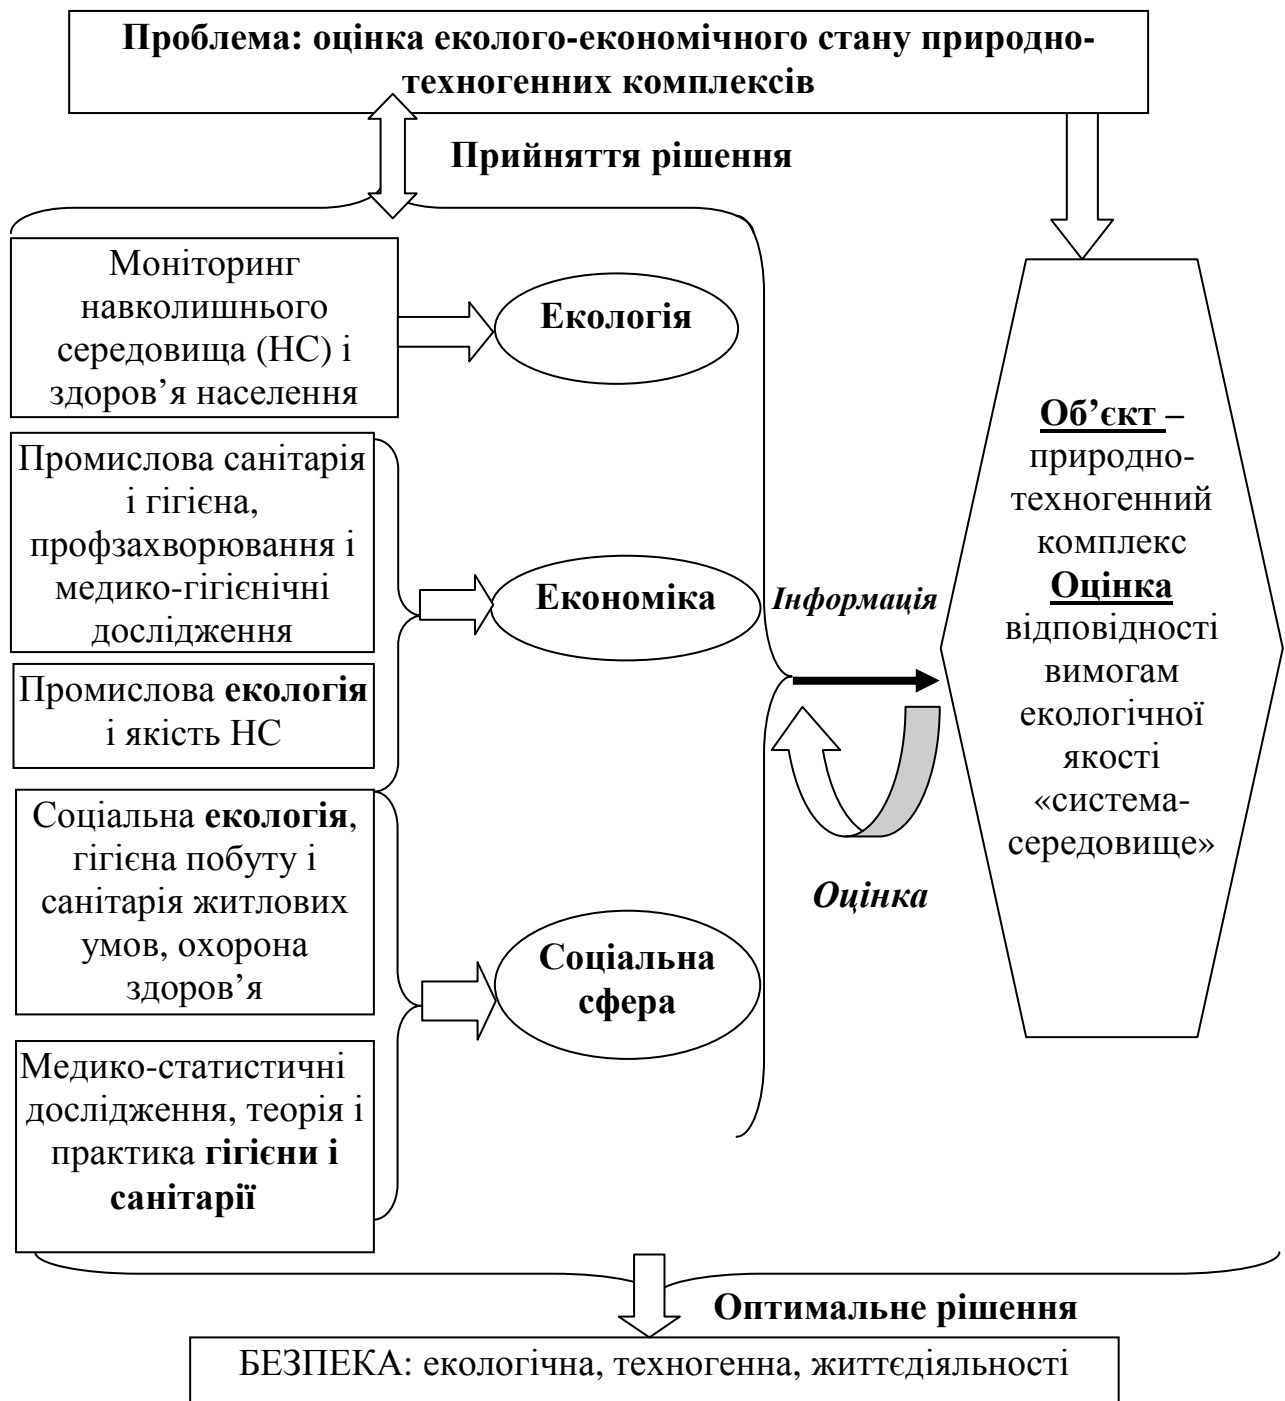 Проблема: оцінка еколого-економічного стану природно-
техногенних комплексів
Прийняття рішення
Моніторинг
навколишнього
середовища (НС) і
здоров’я населення
Екологія
Промислова санітарія
і гігієна,
профзахворювання і
медико-гігієнічні
дослідження
Економіка
Промислова екологія
і якість НС
Соціальна екологія,
гігієна побуту і
санітарія житлових
умов, охорона
здоров’я
Соціальна
сфера
Медико-статистичні
дослідження, теорія і
практика гігієни і
санітарії
Інформація
Оцінка
Об’єкт –
природно-
техногенний
комплекс
Оцінка
відповідності
вимогам
екологічної
якості
«система-
середовище»
Оптимальне рішення
БЕЗПЕКА: екологічна, техногенна, життєдіяльності